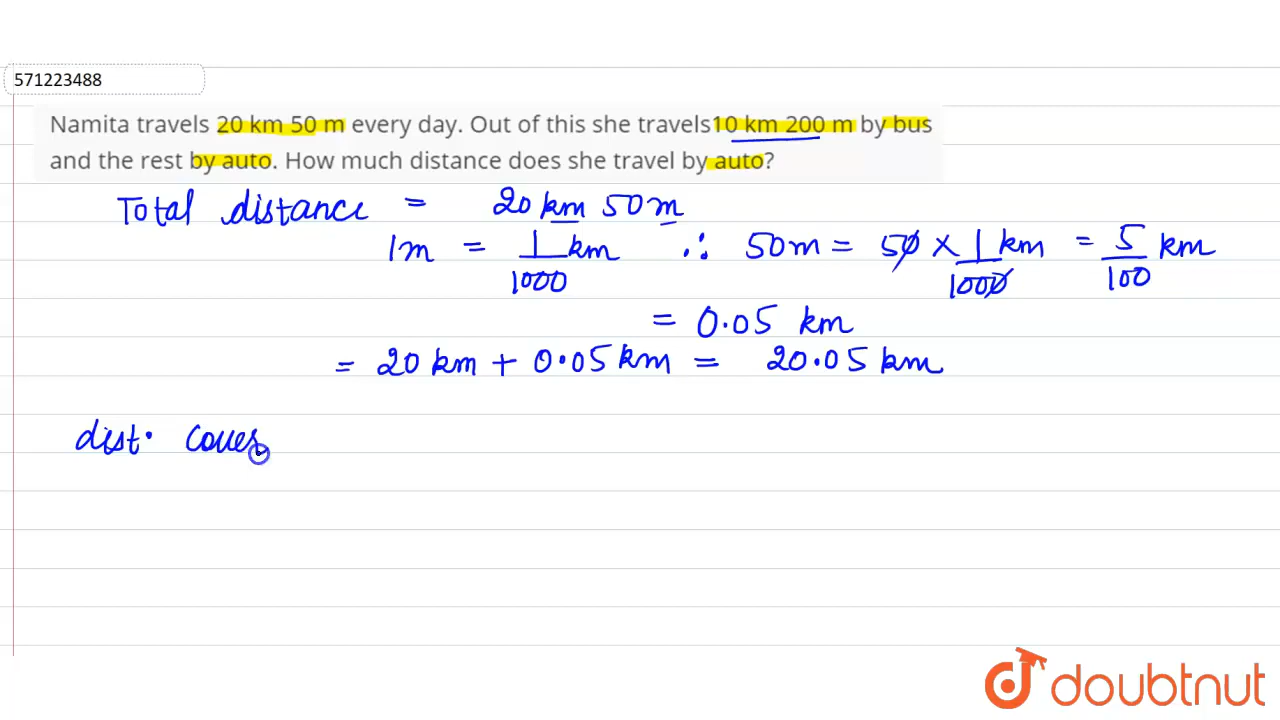 571223488
Namita travels 20 km 50 m every day. Out of this she travels10 km 200 m by bus
and the rest by auto. How much distance does she travel by auto?
Total distance = 20 km 50 m
1m = 1/1000 km ∴ 50m = 50 × 1/1000 km = 5/100 km
= 0.05 km
= 20 km + 0.05 km = 20.05 km
dist. cover
doubtnut